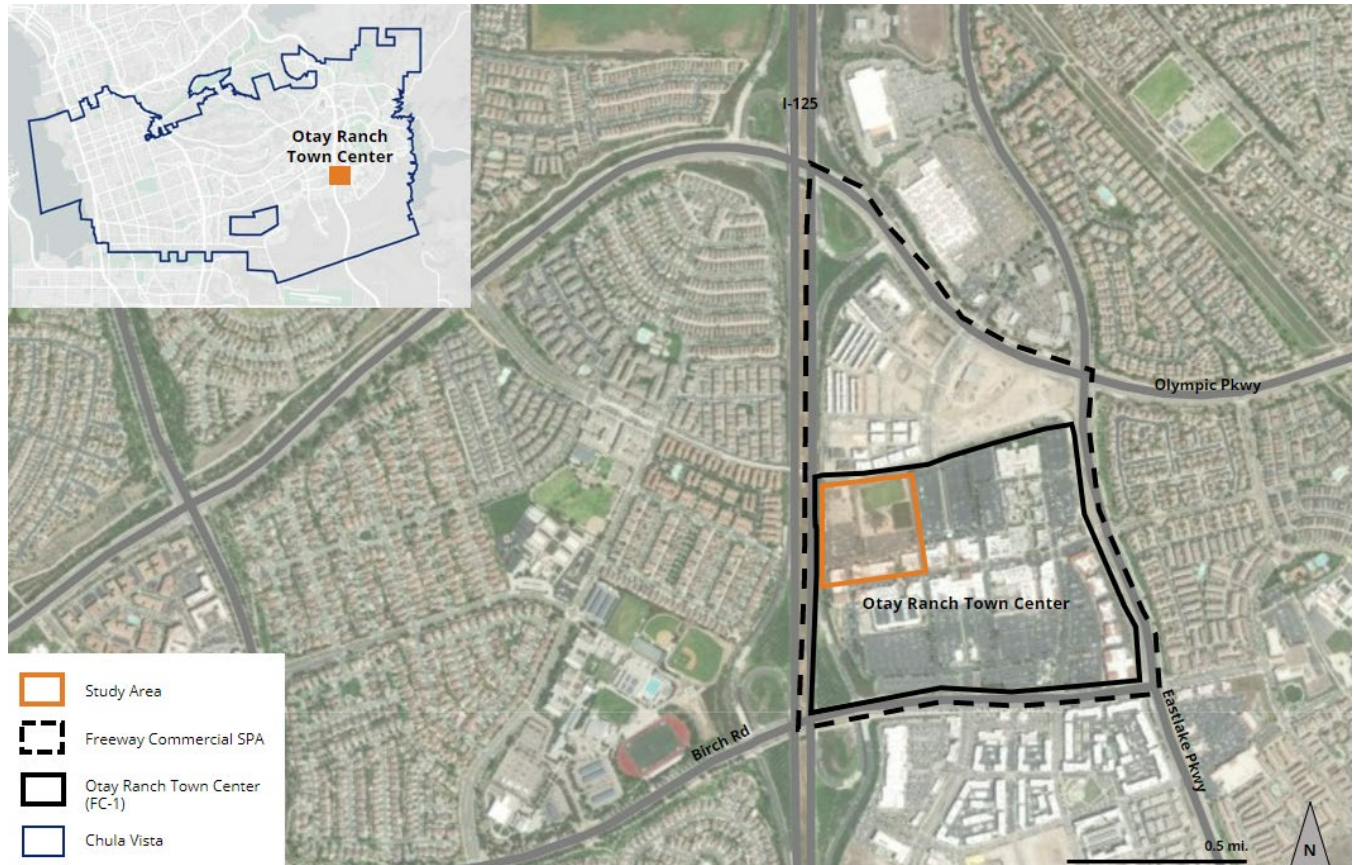 Otay Ranch
Town Center
I-125
Olympic Pkwy
Otay Ranch Town Center
Birch Rd
Eastlake Pkwy
Study Area
Freeway Commercial SPA
Otay Ranch Town Center
(FC-1)
Chula Vista
0.5 mi.
N